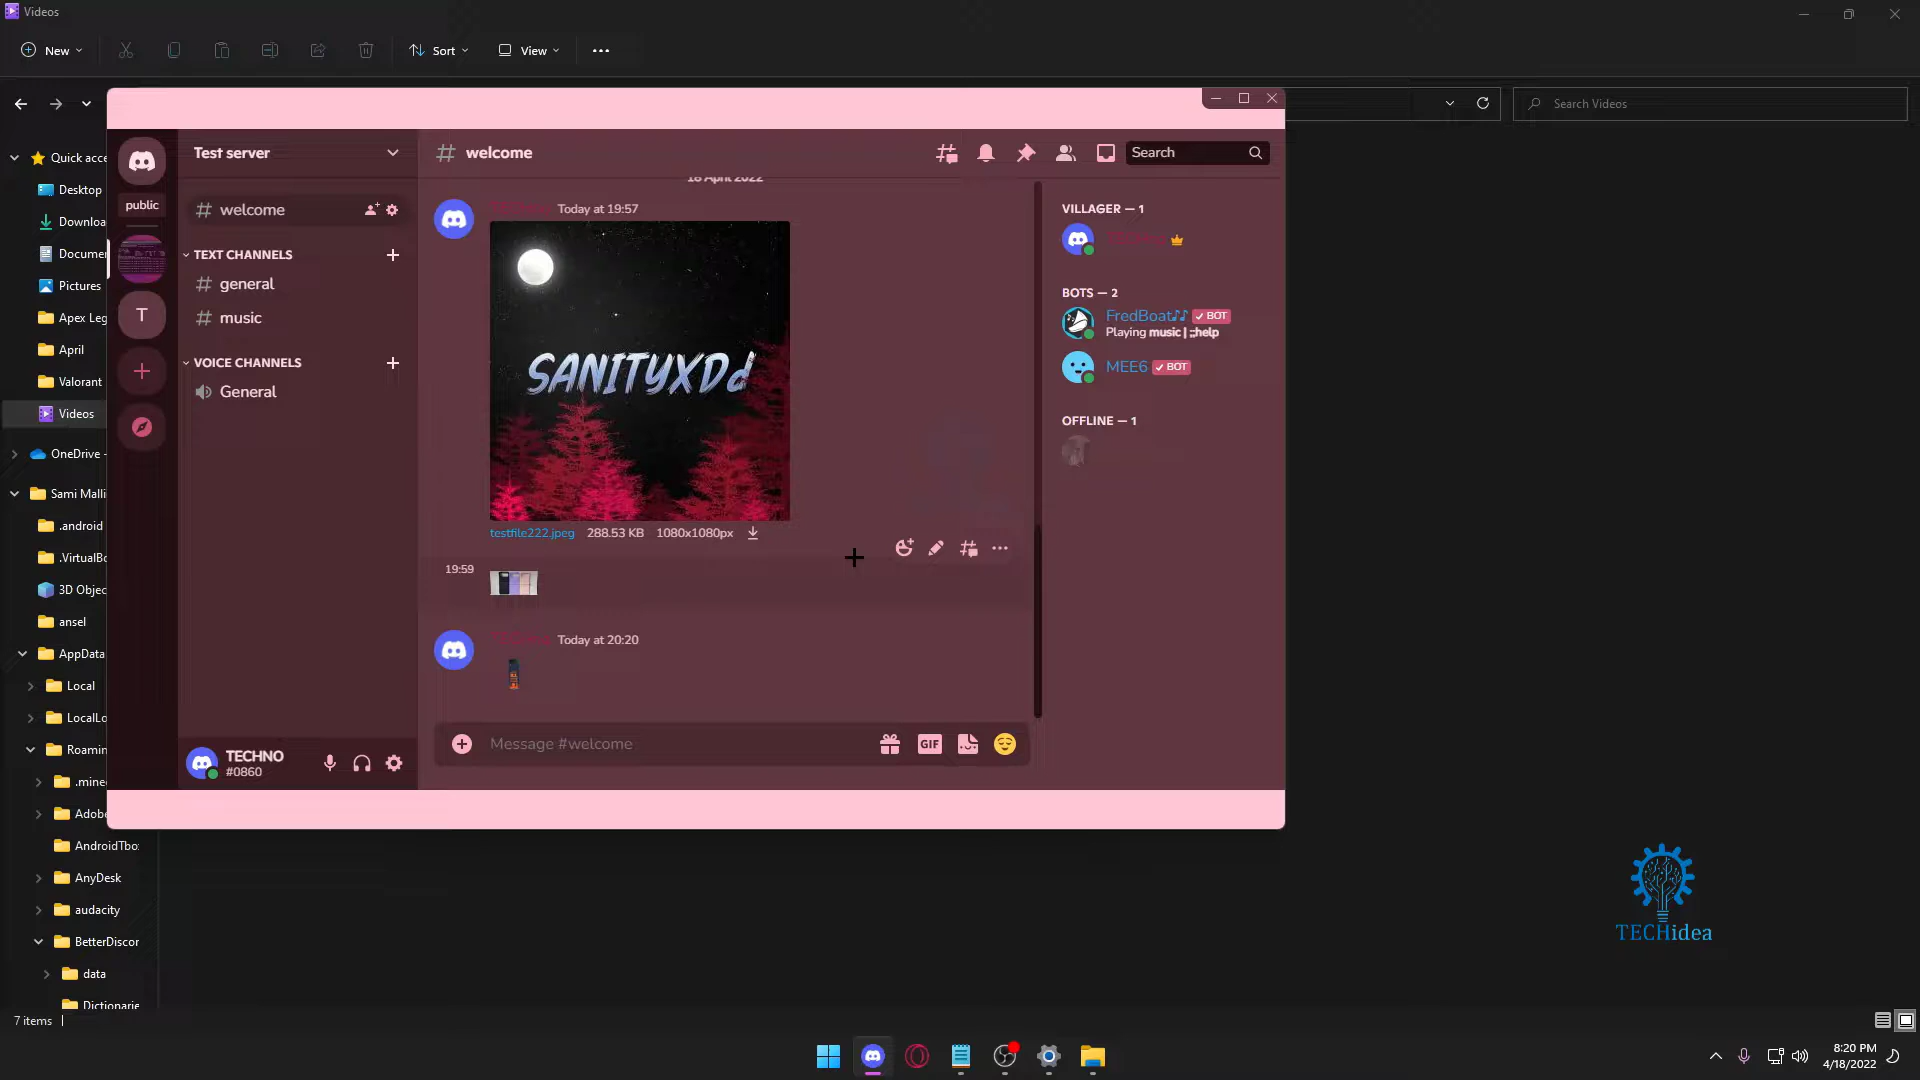 Videos
New
Sort
View
Search Videos
Quick acce
Desktop
Downloa
Documer
Pictures
Apex Leg
April
Valorant
Videos
OneDrive -
Sami Malli
.android
.VirtualBo
3D Objec
ansel
AppData
Local
LocalLo
Roamin
.mine
Adobe
AndroidTbo
AnyDesk
audacity
BetterDiscor
data
Dictionarie
7 items
public
T
Test server
welcome
TEXT CHANNELS
general
music
VOICE CHANNELS
General
TECHNO
#0860
# welcome
Search
18 April 2022
Today at 19:57
SANITYXDd
testfile222.jpeg 288.53 KB 1080x1080px
19:59
Today at 20:20
Message #welcome
GIF
VILLAGER — 1
BOTS — 2
FredBoat♪♪ BOT
Playing music | ;;help
MEE6 BOT
OFFLINE — 1
TECHidea
8:20 PM
4/18/2022